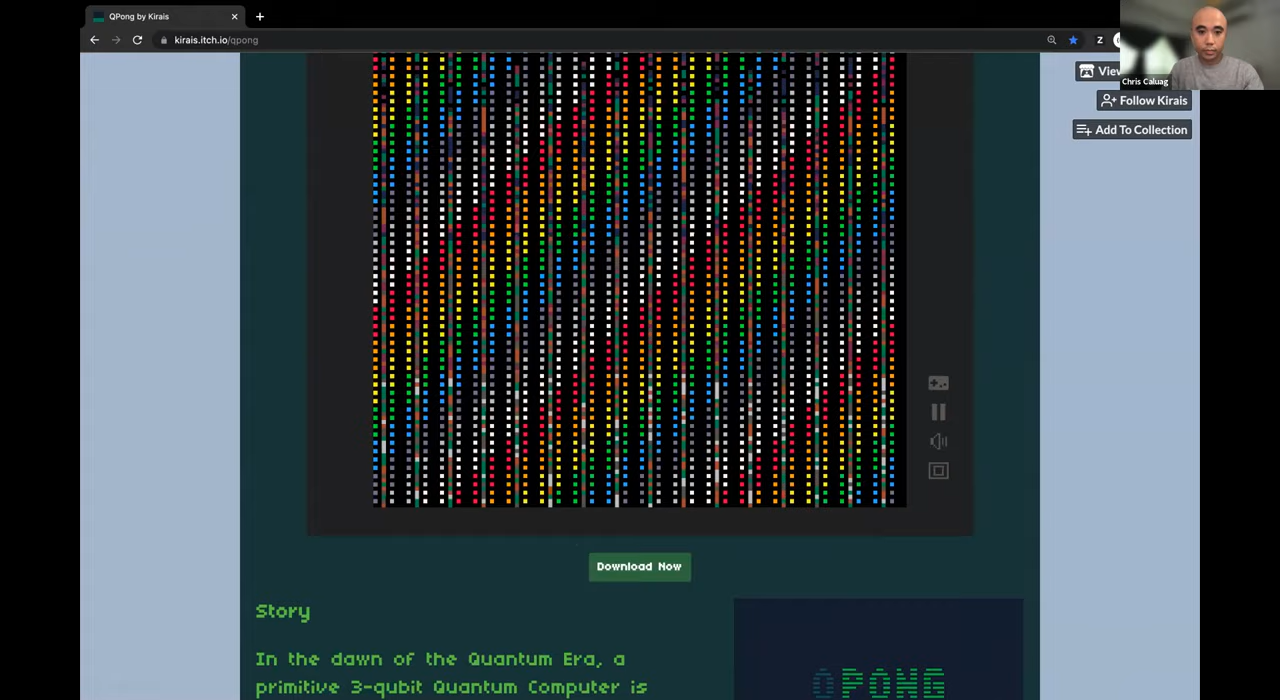 QPong by Kirais
kirais.itch.io/qpong
Z
Chris Caluag
View
Follow Kirais
Add To Collection
Download Now
Story
In the dawn of the Quantum Era, a
primitive 3-qubit Quantum Computer is
QPONG